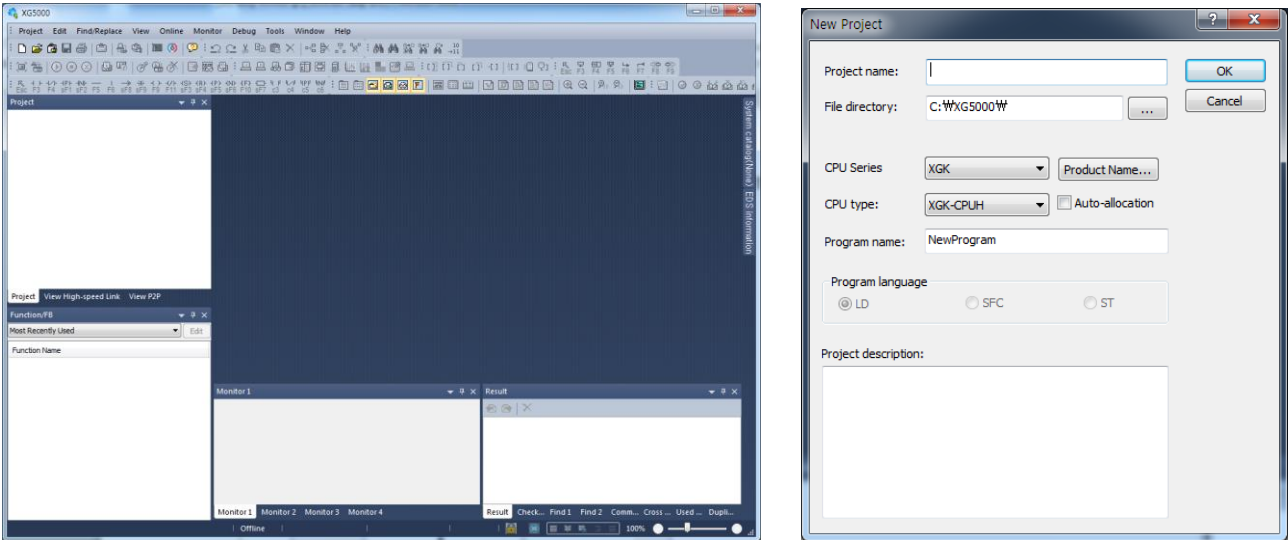 XG5000
Project Edit Find/Replace View Online Monitor Debug Tools Window Help
Project
System catalog(None) EDS information
Project View High-speed Link View P2P
Function/FB
Most Recently Used Edit
Function Name
Monitor 1
Result
Monitor 1 Monitor 2 Monitor 3 Monitor 4
Result Check... Find 1 Find 2 Comm... Cross ... Used ... Dupli...
Offline
100%
New Project
Project name:
OK
File directory: C:₩XG5000₩ ...
Cancel
CPU Series XGK Product Name...
CPU type: XGK-CPUH Auto-allocation
Program name: NewProgram
Program language
LD SFC ST
Project description: